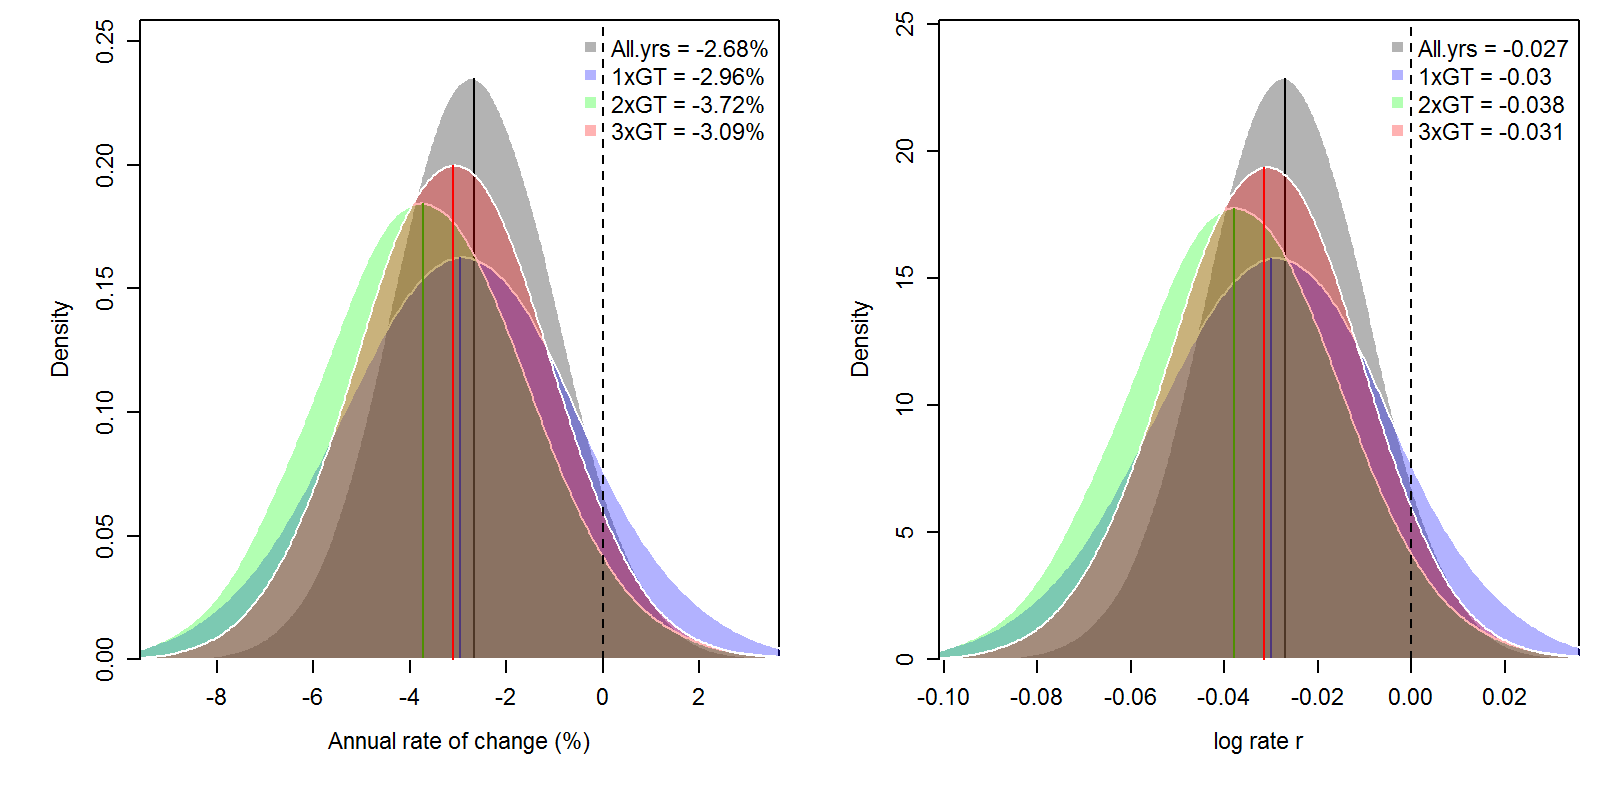 All.yrs = -2.68%
1xGT = -2.96%
2xGT = -3.72%
3xGT = -3.09%
Density
0.00 0.05 0.10 0.15 0.20 0.25
-8 -6 -4 -2 0 2
Annual rate of change (%)
All.yrs = -0.027
1xGT = -0.03
2xGT = -0.038
3xGT = -0.031
Density
0 5 10 15 20 25
-0.10 -0.08 -0.06 -0.04 -0.02 0.00 0.02
log rate r